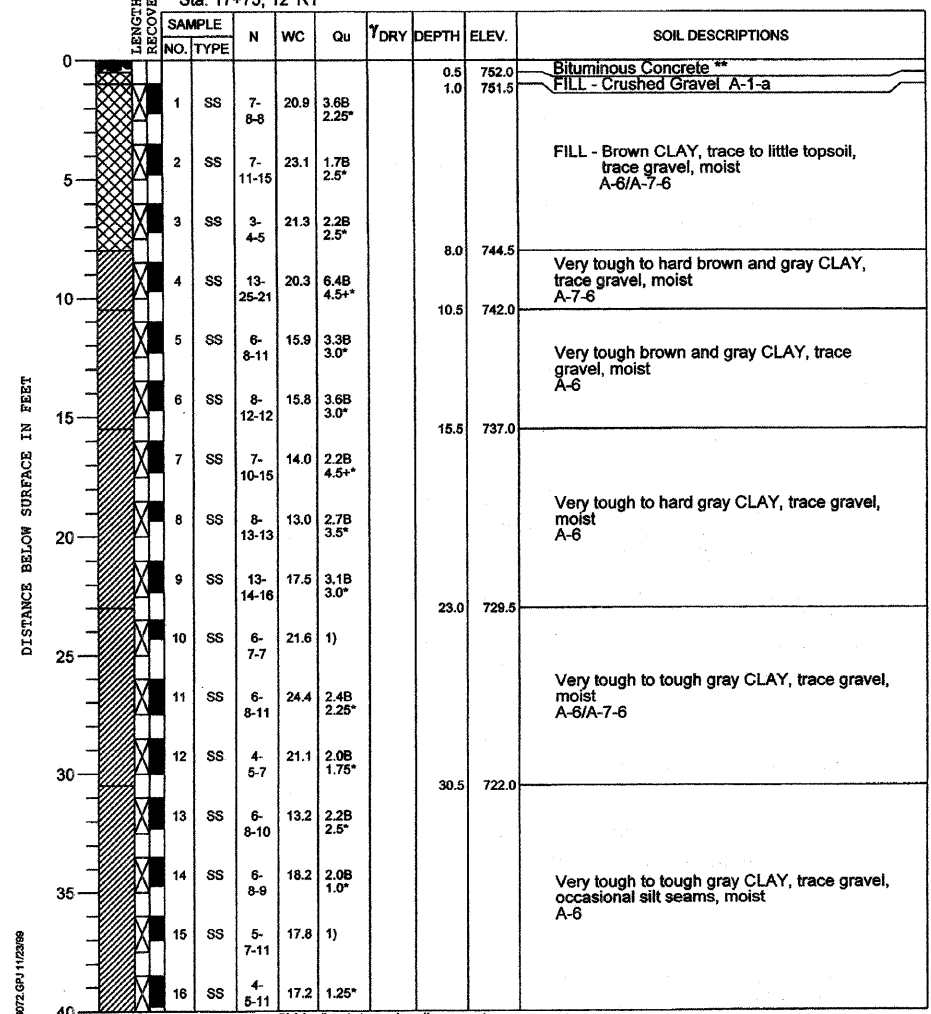 Sta. 17+75, 12' RT
LENGTH
RECOVE
SAMPLE
NO. TYPE N WC Qu γDRY DEPTH ELEV. SOIL DESCRIPTIONS
0
0.5 752.0 Bituminous Concrete **
1.0 751.5 FILL - Crushed Gravel A-1-a
1 SS 7- 20.9 3.6B
8-8 2.25*
FILL - Brown CLAY, trace to little topsoil,
trace gravel, moist
A-6/A-7-6
2 SS 7- 23.1 1.7B
11-15 2.5*
5
3 SS 3- 21.3 2.2B
4-5 2.5*
8.0 744.5
Very tough to hard brown and gray CLAY,
trace gravel, moist
A-7-6
4 SS 13- 20.3 6.4B
25-21 4.5+*
10
10.5 742.0
5 SS 6- 15.9 3.3B
8-11 3.0*
Very tough brown and gray CLAY, trace
gravel, moist
A-6
6 SS 8- 15.8 3.6B
12-12 3.0*
15
15.5 737.0
7 SS 7- 14.0 2.2B
10-15 4.5+*
Very tough to hard gray CLAY, trace gravel,
moist
A-6
8 SS 8- 13.0 2.7B
13-13 3.5*
20
9 SS 13- 17.5 3.1B
14-16 3.0*
23.0 729.5
10 SS 6- 21.6 1)
7-7
25
Very tough to tough gray CLAY, trace gravel,
moist
A-6/A-7-6
11 SS 6- 24.4 2.4B
8-11 2.25*
12 SS 4- 21.1 2.0B
5-7 1.75*
30
30.5 722.0
13 SS 6- 13.2 2.2B
8-10 2.5*
14 SS 6- 18.2 2.0B
8-9 1.0*
Very tough to tough gray CLAY, trace gravel,
occasional silt seams, moist
A-6
35
15 SS 5- 17.8 1)
7-11
16 SS 4- 17.2 1.25*
5-11
40
DISTANCE BELOW SURFACE IN FEET
0072.GPJ 11/23/99